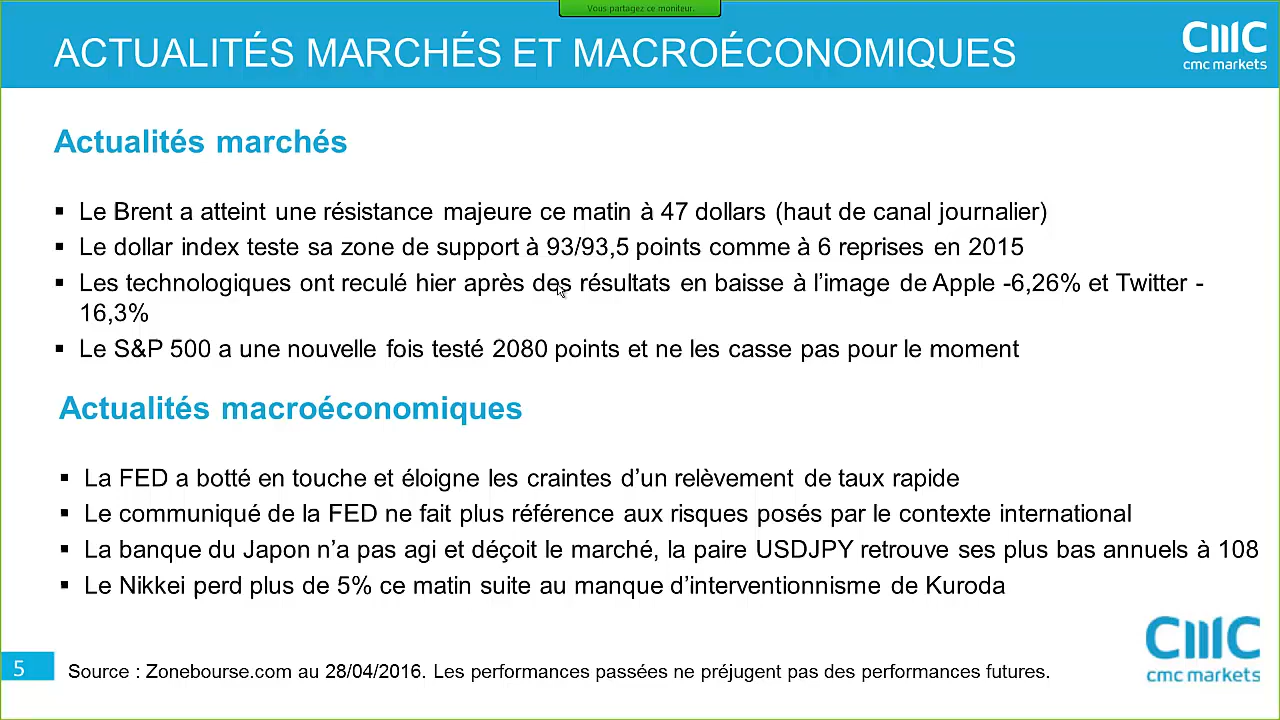 Vous partagez ce moniteur.
ACTUALITÉS MARCHÉS ET MACROÉCONOMIQUES
CMC
cmc markets
Actualités marchés
▪ Le Brent a atteint une résistance majeure ce matin à 47 dollars (haut de canal journalier)
▪ Le dollar index teste sa zone de support à 93/93,5 points comme à 6 reprises en 2015
▪ Les technologiques ont reculé hier après des résultats en baisse à l’image de Apple -6,26% et Twitter -
16,3%
▪ Le S&P 500 a une nouvelle fois testé 2080 points et ne les casse pas pour le moment
Actualités macroéconomiques
▪ La FED a botté en touche et éloigne les craintes d’un relèvement de taux rapide
▪ Le communiqué de la FED ne fait plus référence aux risques posés par le contexte international
▪ La banque du Japon n’a pas agi et déçoit le marché, la paire USDJPY retrouve ses plus bas annuels à 108
▪ Le Nikkei perd plus de 5% ce matin suite au manque d’interventionnisme de Kuroda
CMC
cmc markets
5
Source : Zonebourse.com au 28/04/2016. Les performances passées ne préjugent pas des performances futures.